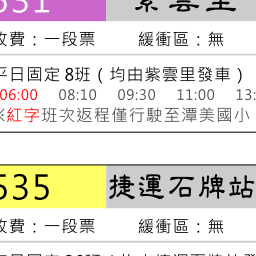 531 紫雲里
收費：一段票 緩衝區：無
平日固定 8班（均由紫雲里發車）
06:00 08:10 09:30 11:00 13:
※紅字班次返程僅行駛至潭美國小
535 捷運石牌站
收費：一段票 緩衝區：無